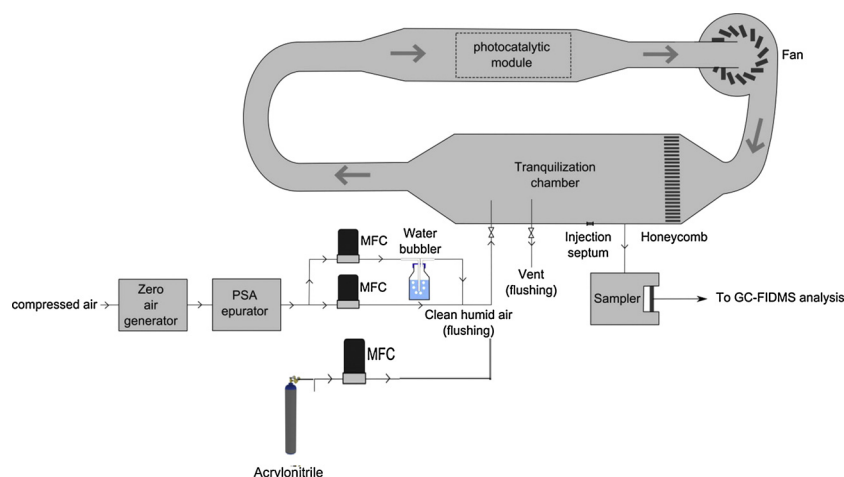 photocatalytic
module
Fan
Tranquilization
chamber
MFC
Water
bubbler
Injection
septum
Honeycomb
Vent
(flushing)
Zero
air
generator
PSA
epurator
MFC
compressed air
Sampler
To GC-FIDMS analysis
Clean humid air
(flushing)
MFC
Acrylonitrile